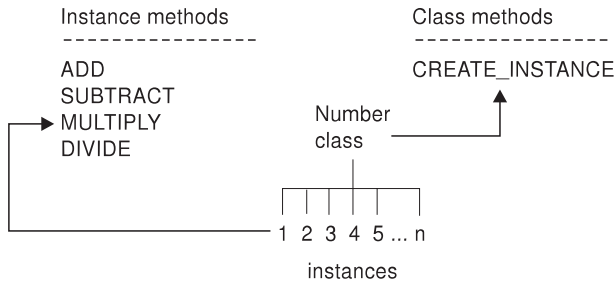 Instance methods
Class methods
ADD
SUBTRACT
MULTIPLY
DIVIDE
CREATE_INSTANCE
Number
class
1 2 3 4 5 ... n
instances